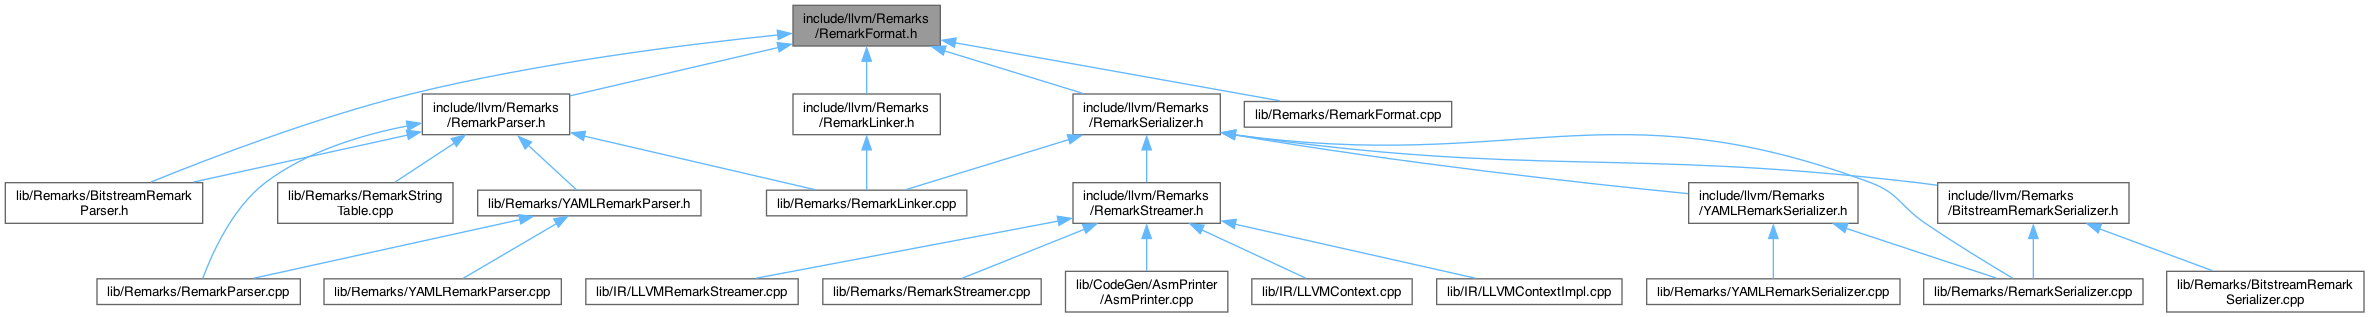 include/llvm/Remarks
/RemarkFormat.h
include/llvm/Remarks
/RemarkParser.h
include/llvm/Remarks
/RemarkLinker.h
include/llvm/Remarks
/RemarkSerializer.h
lib/Remarks/RemarkFormat.cpp
lib/Remarks/BitstreamRemark
Parser.h
lib/Remarks/RemarkString
Table.cpp
lib/Remarks/YAMLRemarkParser.h
lib/Remarks/RemarkLinker.cpp
include/llvm/Remarks
/RemarkStreamer.h
include/llvm/Remarks
/YAMLRemarkSerializer.h
include/llvm/Remarks
/BitstreamRemarkSerializer.h
lib/Remarks/RemarkParser.cpp
lib/Remarks/YAMLRemarkParser.cpp
lib/IR/LLVMRemarkStreamer.cpp
lib/Remarks/RemarkStreamer.cpp
lib/CodeGen/AsmPrinter
/AsmPrinter.cpp
lib/IR/LLVMContext.cpp
lib/IR/LLVMContextImpl.cpp
lib/Remarks/YAMLRemarkSerializer.cpp
lib/Remarks/RemarkSerializer.cpp
lib/Remarks/BitstreamRemark
Serializer.cpp